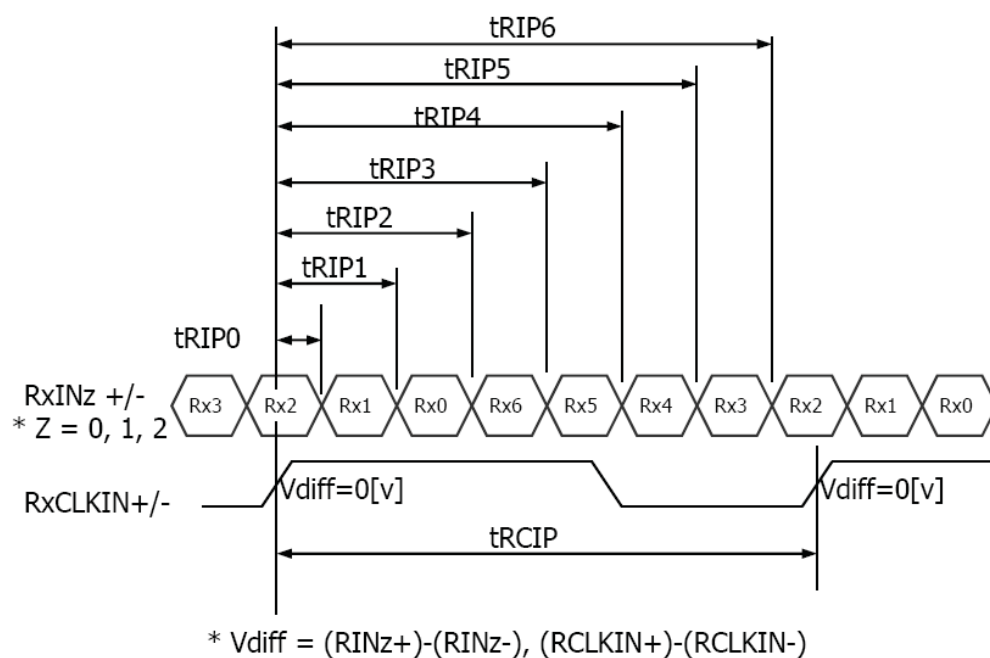 tRIP6
tRIP5
tRIP4
tRIP3
tRIP2
tRIP1
tRIP0
RxINz +/-
* Z = 0, 1, 2
Rx3 Rx2 Rx1 Rx0 Rx6 Rx5 Rx4 Rx3 Rx2 Rx1 Rx0
RxCLKIN+/-
Vdiff=0[v] Vdiff=0[v]
tRCIP
* Vdiff = (RINz+)-(RINz-), (RCLKIN+)-(RCLKIN-)